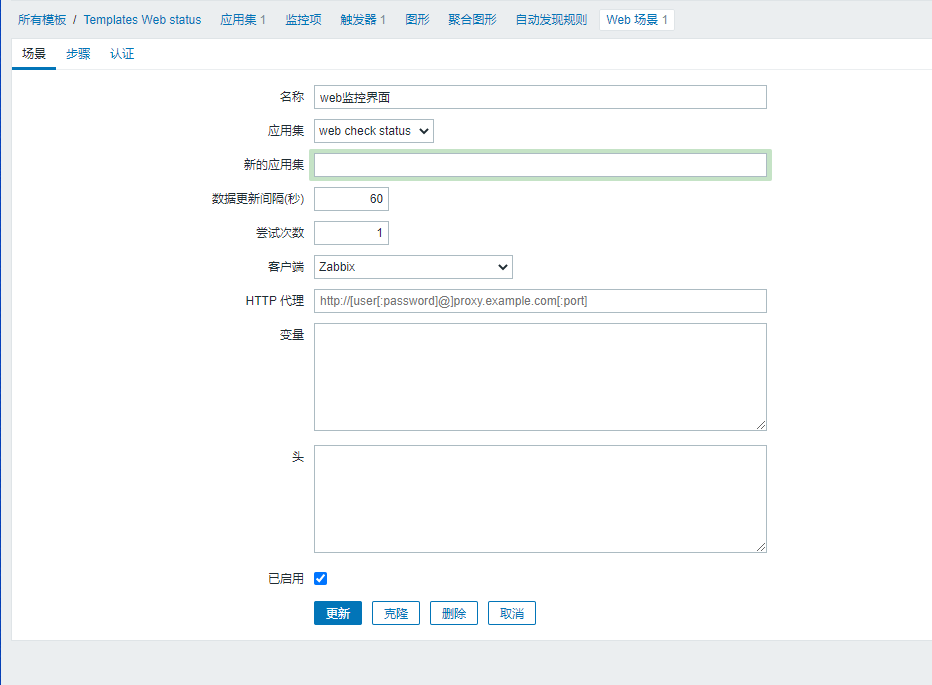 所有模板 / Templates Web status 应用集 1 监控项 触发器 1 图形 聚合图形 自动发现规则 Web 场景 1
场景 步骤 认证
名称 web监控界面
应用集 web check status
新的应用集
数据更新间隔(秒) 60
尝试次数 1
客户端 Zabbix
HTTP 代理 http://[user[:password]@]proxy.example.com[:port]
变量
头
已启用
更新 克隆 删除 取消